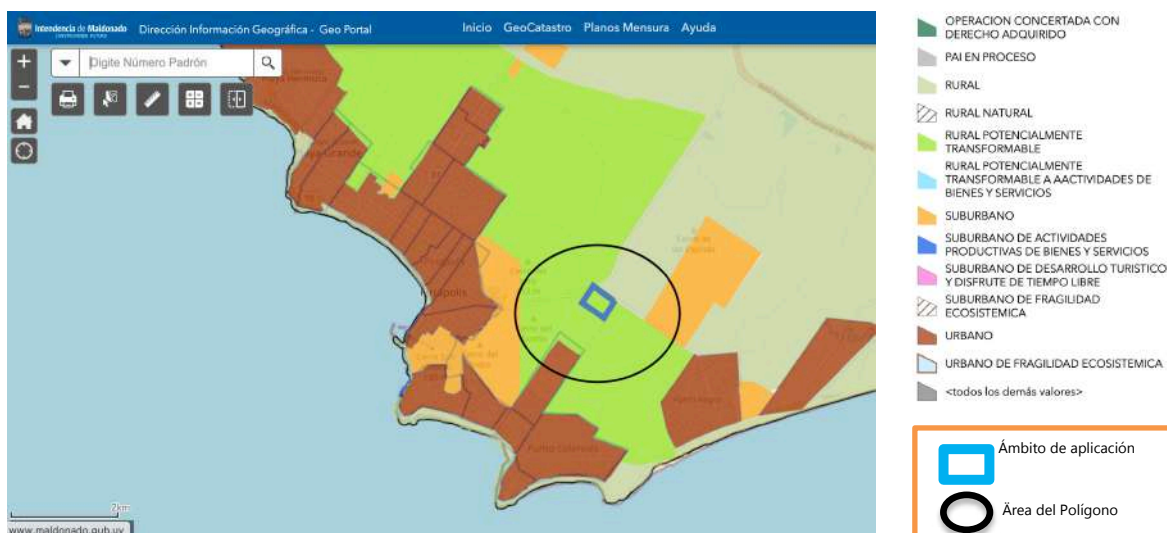 Intendencia de Maldonado Dirección Información Geográfica - Geo Portal
Inicio GeoCatastro Planos Mensura Ayuda
Digite Número Padrón
2km
www.maldonado.gub.uy
OPERACION CONCERTADA CON
DERECHO ADQUIRIDO
PAI EN PROCESO
RURAL
RURAL NATURAL
RURAL POTENCIALMENTE
TRANSFORMABLE
RURAL POTENCIALMENTE
TRANSFORMABLE A AACTIVIDADES DE
BIENES Y SERVICIOS
SUBURBANO
SUBURBANO DE ACTIVIDADES
PRODUCTIVAS DE BIENES Y SERVICIOS
SUBURBANO DE DESARROLLO TURISTICO
Y DISFRUTE DE TIEMPO LIBRE
SUBURBANO DE FRAGILIDAD
ECOSISTEMICA
URBANO
URBANO DE FRAGILIDAD ECOSISTEMICA
<todos los demás valores>
Ámbito de aplicación
Ärea del Polígono